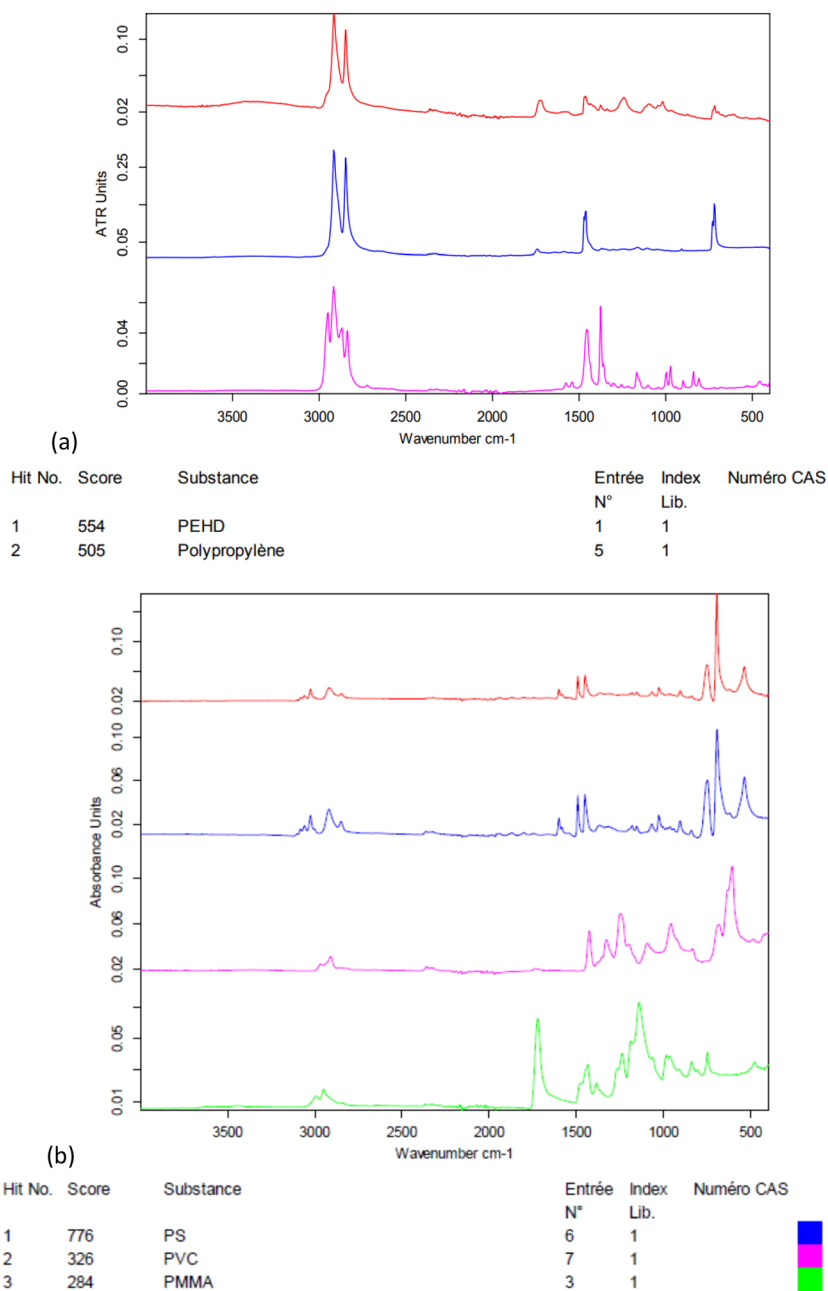 0.10
0.02
0.25
0.05
0.04
0.00
ATR Units
3500 3000 2500 2000 1500 1000 500
Wavenumber cm-1
(a)
Hit No. Score Substance Entrée Index Numéro CAS
N° Lib.
1 554 PEHD 1 1
2 505 Polypropylène 5 1
0.10
0.02
0.10
0.06
0.02
0.10
0.06
0.02
0.05
0.01
Absorbance Units
3500 3000 2500 2000 1500 1000 500
Wavenumber cm-1
(b)
Hit No. Score Substance Entrée Index Numéro CAS
N° Lib.
1 776 PS 6 1
2 326 PVC 7 1
3 284 PMMA 3 1